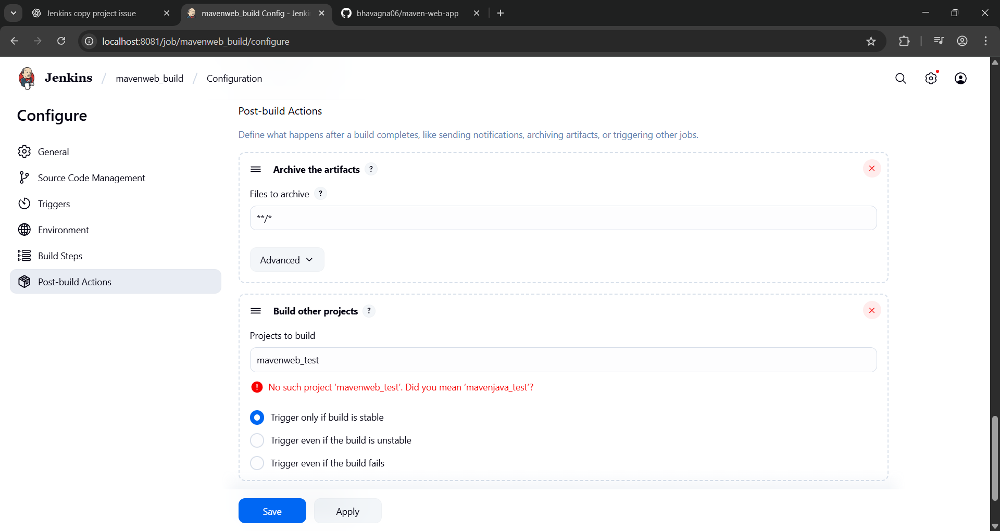 Jenkins copy project issue
mavenweb_build Config - Jenki
bhavagna06/maven-web-app
localhost:8081/job/mavenweb_build/configure
Jenkins / mavenweb_build / Configuration
Configure
General
Source Code Management
Triggers
Environment
Build Steps
Post-build Actions
Post-build Actions
Define what happens after a build completes, like sending notifications, archiving artifacts, or triggering other jobs.
Archive the artifacts ?
Files to archive ?
**/*
Advanced
Build other projects ?
Projects to build
mavenweb_test
No such project ‘mavenweb_test’. Did you mean ‘mavenjava_test’?
Trigger only if build is stable
Trigger even if the build is unstable
Trigger even if the build fails
Save
Apply